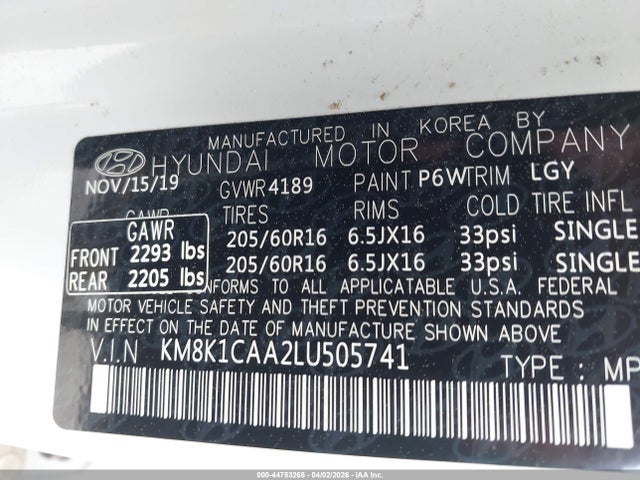 MANUFACTURED IN KOREA BY
HYUNDAI MOTOR COMPANY
NOV/15/19 GVWR 4189 PAINT P6W TRIM LGY
GAWR TIRES RIMS COLD TIRE INFL
GAWR
FRONT 2293 lbs 205/60R16 6.5JX16 33psi SINGLE
REAR 2205 lbs 205/60R16 6.5JX16 33psi SINGLE
NFORMS TO ALL APPLICATABLE U.S.A. FEDERAL
MOTOR VEHICLE SAFETY AND THEFT PREVENTION STANDARDS
IN EFFECT ON THE DATE OF MANUFACTURE SHOWN ABOVE
V.I.N KM8K1CAA2LU505741 TYPE : MP
000-44753266 - 04/02/2026 - IAA Inc.